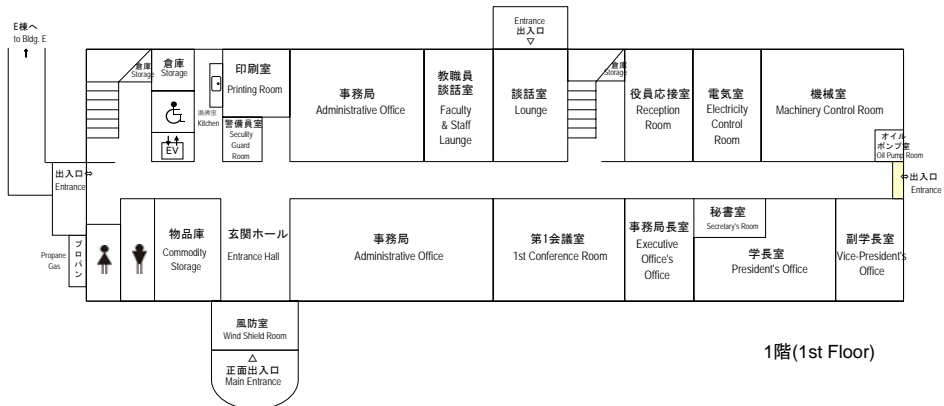 E棟へ
to Bldg. E
Entrance
出入口
倉庫
Storage
倉庫
Storage
印刷室
Printing Room
湯沸室
Kitchen
警備員室
Seculity
Guard
Room
EV
事務局
Administrative Office
教職員
談話室
Faculty
& Staff
Launge
談話室
Lounge
倉庫
Storage
役員応接室
Reception
Room
電気室
Electricity
Control
Room
機械室
Machinery Control Room
オイル
ポンプ室
Oil Pump Room
出入口
Entrance
出入口
Entrance
Propane
Gas
プロパン
物品庫
Commodity
Storage
玄関ホール
Entrance Hall
事務局
Administrative Office
第1会議室
1st Conference Room
事務局長室
Executive
Office's
Office
秘書室
Secretary's Room
学長室
President's Office
副学長室
Vice-President's
Office
風防室
Wind Shield Room
正面出入口
Main Entrance
1階(1st Floor)